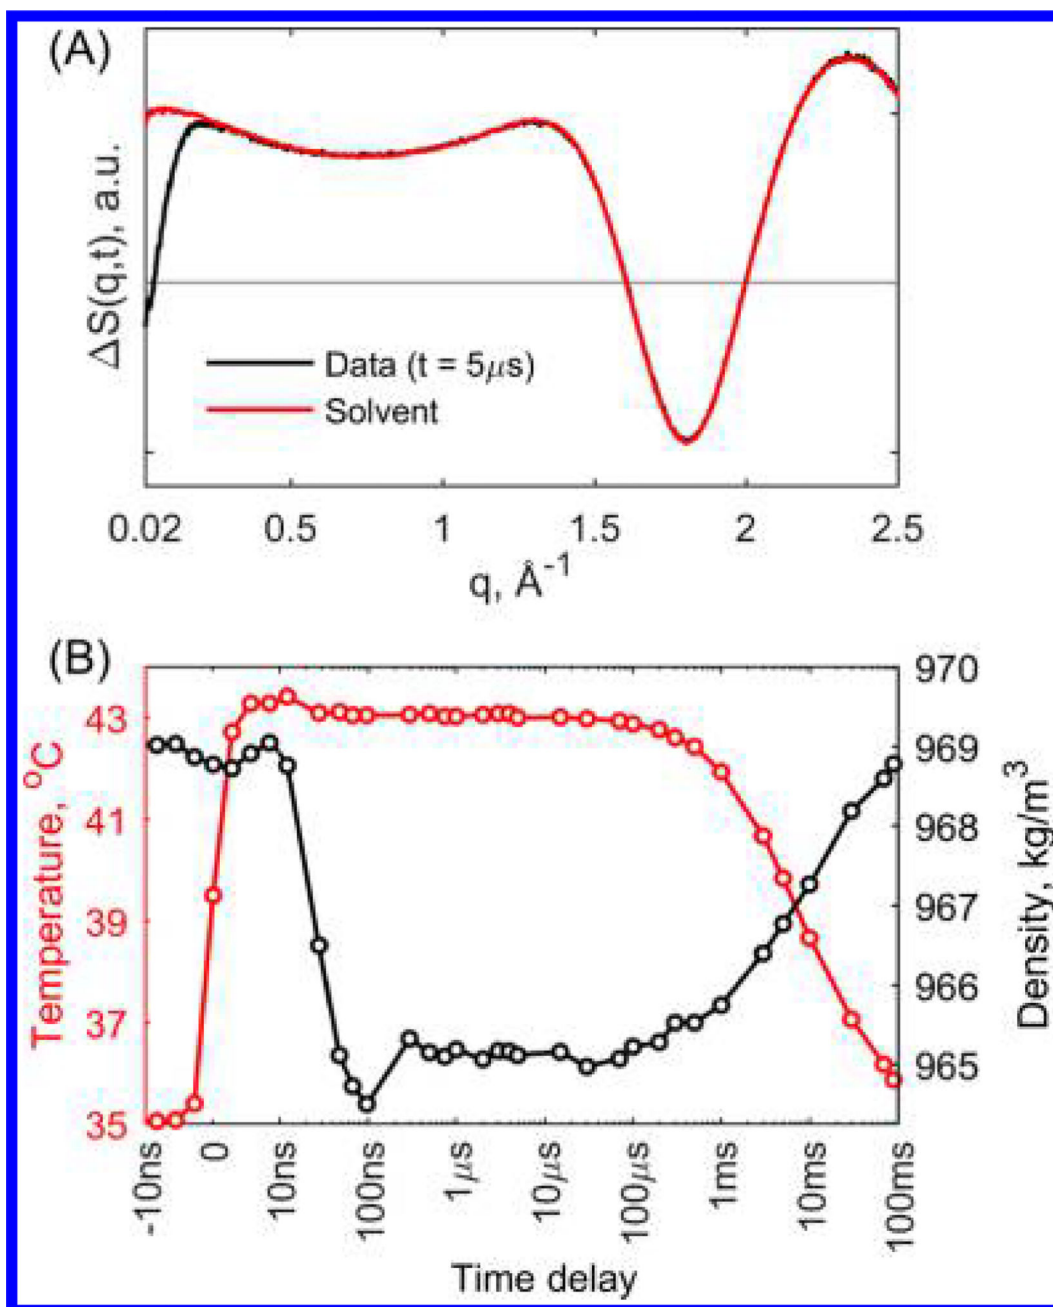 (A)
ΔS(q,t), a.u.
Data (t = 5μs)
Solvent
0.02 0.5 1 1.5 2 2.5
q, Å⁻¹
(B)
Temperature, °C
43
41
39
37
35
970
969
968
967
966
965
Density, kg/m³
-10ns 0 10ns 100ns 1μs 10μs 100μs 1ms 10ms 100ms
Time delay